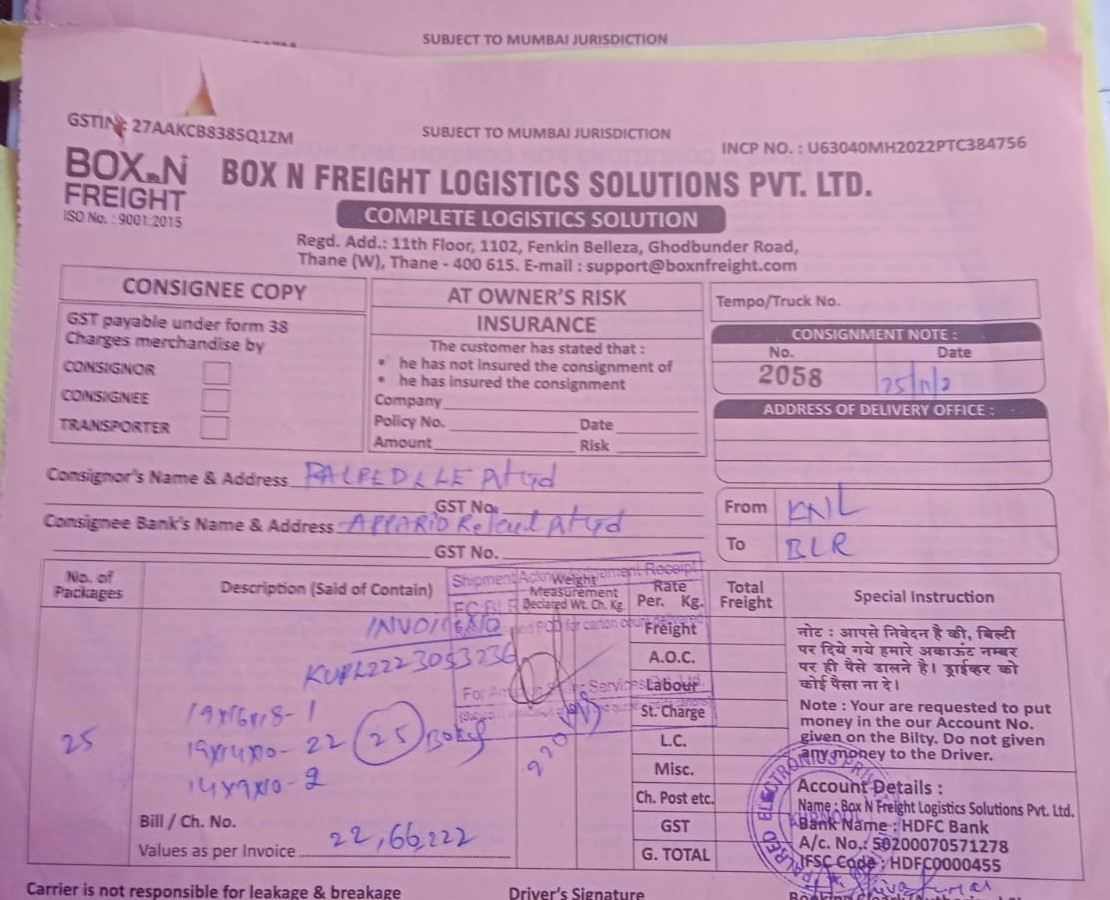 SUBJECT TO MUMBAI JURISDICTION
GSTIN : 27AAKCB8385Q1ZM
SUBJECT TO MUMBAI JURISDICTION
INCP NO. : U63040MH2022PTC384756
BOX N FREIGHT
ISO No. : 9001:2015
BOX N FREIGHT LOGISTICS SOLUTIONS PVT. LTD.
COMPLETE LOGISTICS SOLUTION
Regd. Add.: 11th Floor, 1102, Fenkin Belleza, Ghodbunder Road,
Thane (W), Thane - 400 615. E-mail : support@boxnfreight.com
CONSIGNEE COPY
GST payable under form 38
Charges merchandise by
CONSIGNOR
CONSIGNEE
TRANSPORTER
AT OWNER'S RISK
INSURANCE
The customer has stated that :
• he has not insured the consignment of
• he has insured the consignment
Company
Policy No. Date
Amount Risk
Tempo/Truck No.
CONSIGNMENT NOTE :
No. Date
2058
ADDRESS OF DELIVERY OFFICE :
Consignor's Name & Address
GST No.
Consignee Bank's Name & Address
GST No.
From KNL
To BLR
No. of Packages
Description (Said of Contain)
Weight
Measurement
Declared Wt. Ch. Kg.
Rate
Per. Kg.
Total Freight
Special Instruction
Shipment Receipt
25
INVOICE NO
19x16x18-1
19x14x10-22 25 Boxes
14x9x10-2
Freight
A.O.C.
Labour
St. Charge
L.C.
Misc.
Ch. Post etc.
GST
G. TOTAL
नोट : आपसे निवेदन है की, बिल्टी
पर दिये गये हमारे अकाऊंट नम्बर
पर ही पैसे डालने है। ड्राईव्हर को
कोई पैसा ना दे।
Note : Your are requested to put
money in the our Account No.
given on the Bilty. Do not given
any money to the Driver.
Account Details :
Name : Box N Freight Logistics Solutions Pvt. Ltd.
Bank Name : HDFC Bank
A/c. No.: 50200070571278
IFSC Code : HDFC0000455
Bill / Ch. No.
Values as per Invoice 22,66,222
Carrier is not responsible for leakage & breakage
Driver's Signature